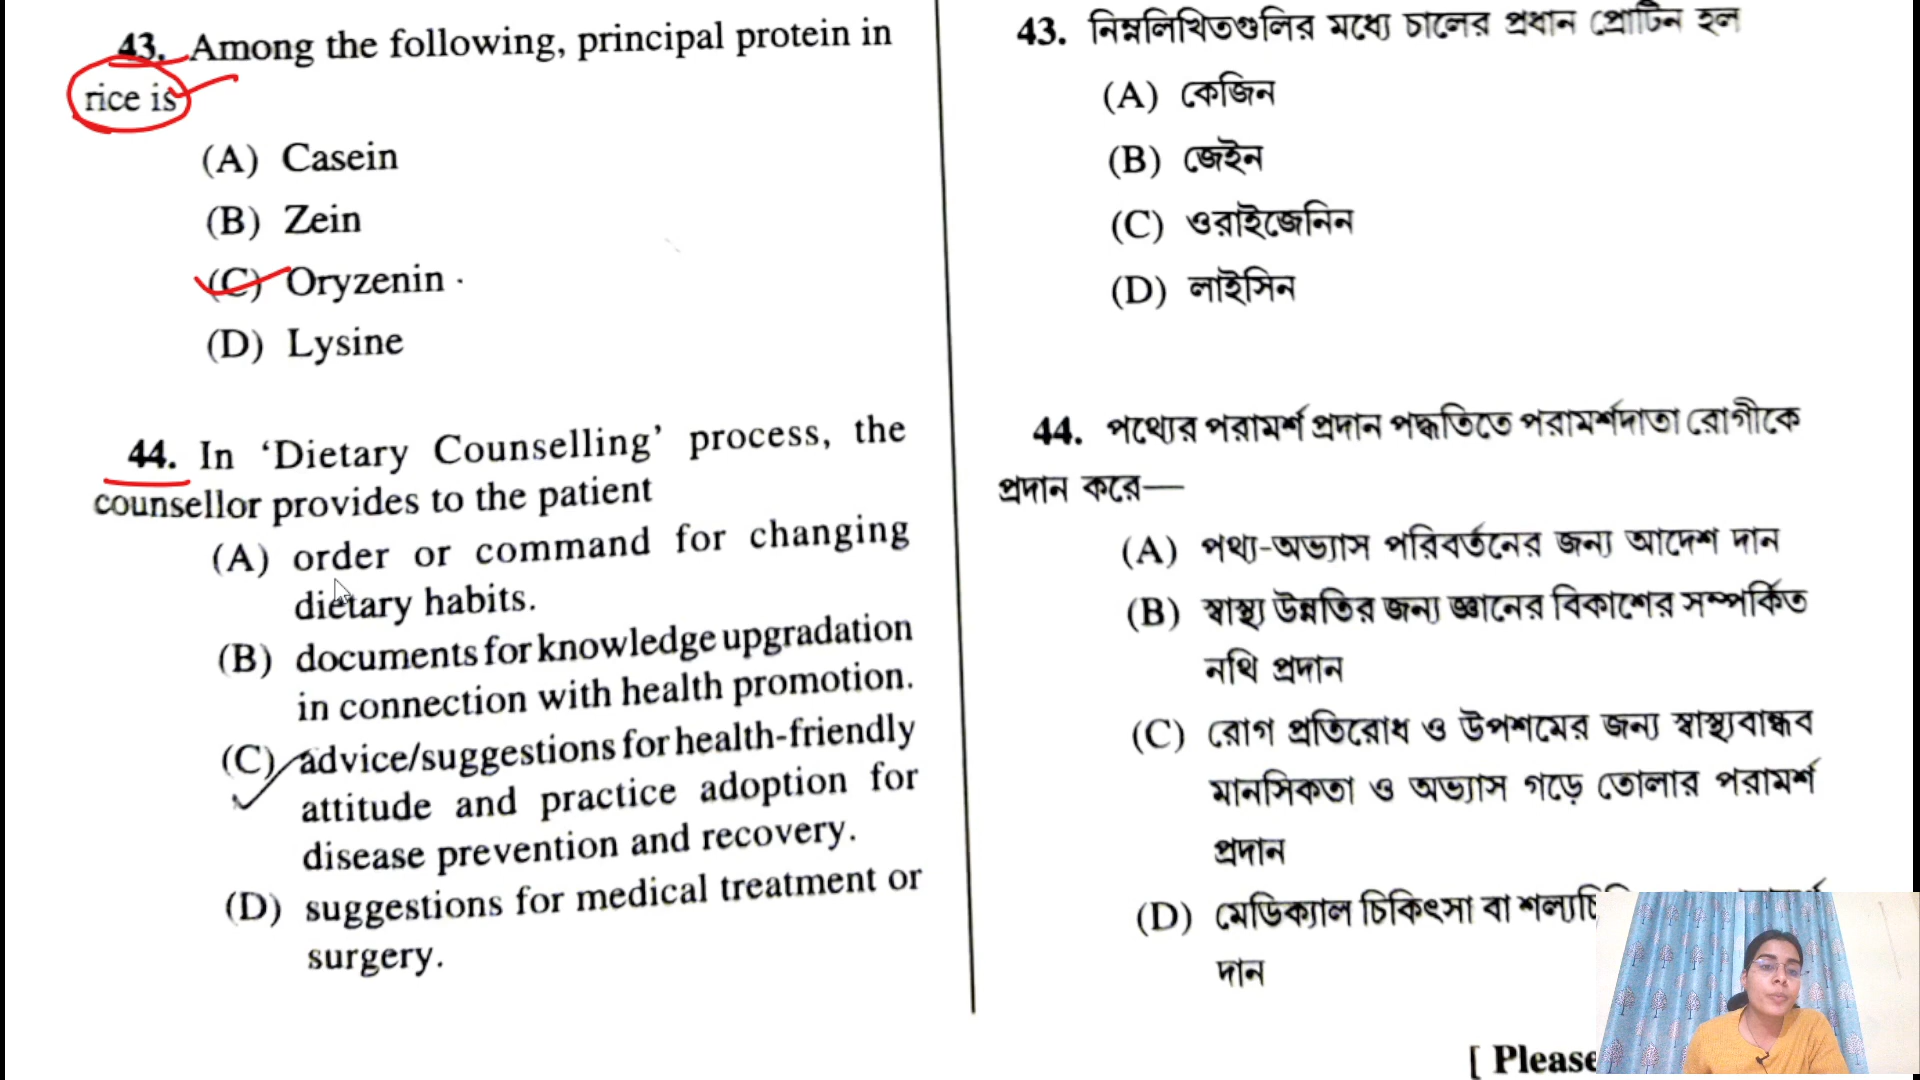 43. Among the following, principal protein in
rice is
(A) Casein
(B) Zein
(C) Oryzenin
(D) Lysine
44. In ‘Dietary Counselling’ process, the
counsellor provides to the patient
(A) order or command for changing
dietary habits.
(B) documents for knowledge upgradation
in connection with health promotion.
(C) advice/suggestions for health-friendly
attitude and practice adoption for
disease prevention and recovery.
(D) suggestions for medical treatment or
surgery.
43. নিম্নলিখিতগুলির মধ্যে চালের প্রধান প্রোটিন হল
(A) কেজিন
(B) জেইন
(C) ওরাইজেনিন
(D) লাইসিন
44. পথ্যের পরামর্শ প্রদান পদ্ধতিতে পরামর্শদাতা রোগীকে
প্রদান করে—
(A) পথ্য-অভ্যাস পরিবর্তনের জন্য আদেশ দান
(B) স্বাস্থ্য উন্নতির জন্য জ্ঞানের বিকাশের সম্পর্কিত
নথি প্রদান
(C) রোগ প্রতিরোধ ও উপশমের জন্য স্বাস্থ্যবান্ধব
মানসিকতা ও অভ্যাস গড়ে তোলার পরামর্শ
প্রদান
(D) মেডিক্যাল চিকিৎসা বা
দান
[ Please